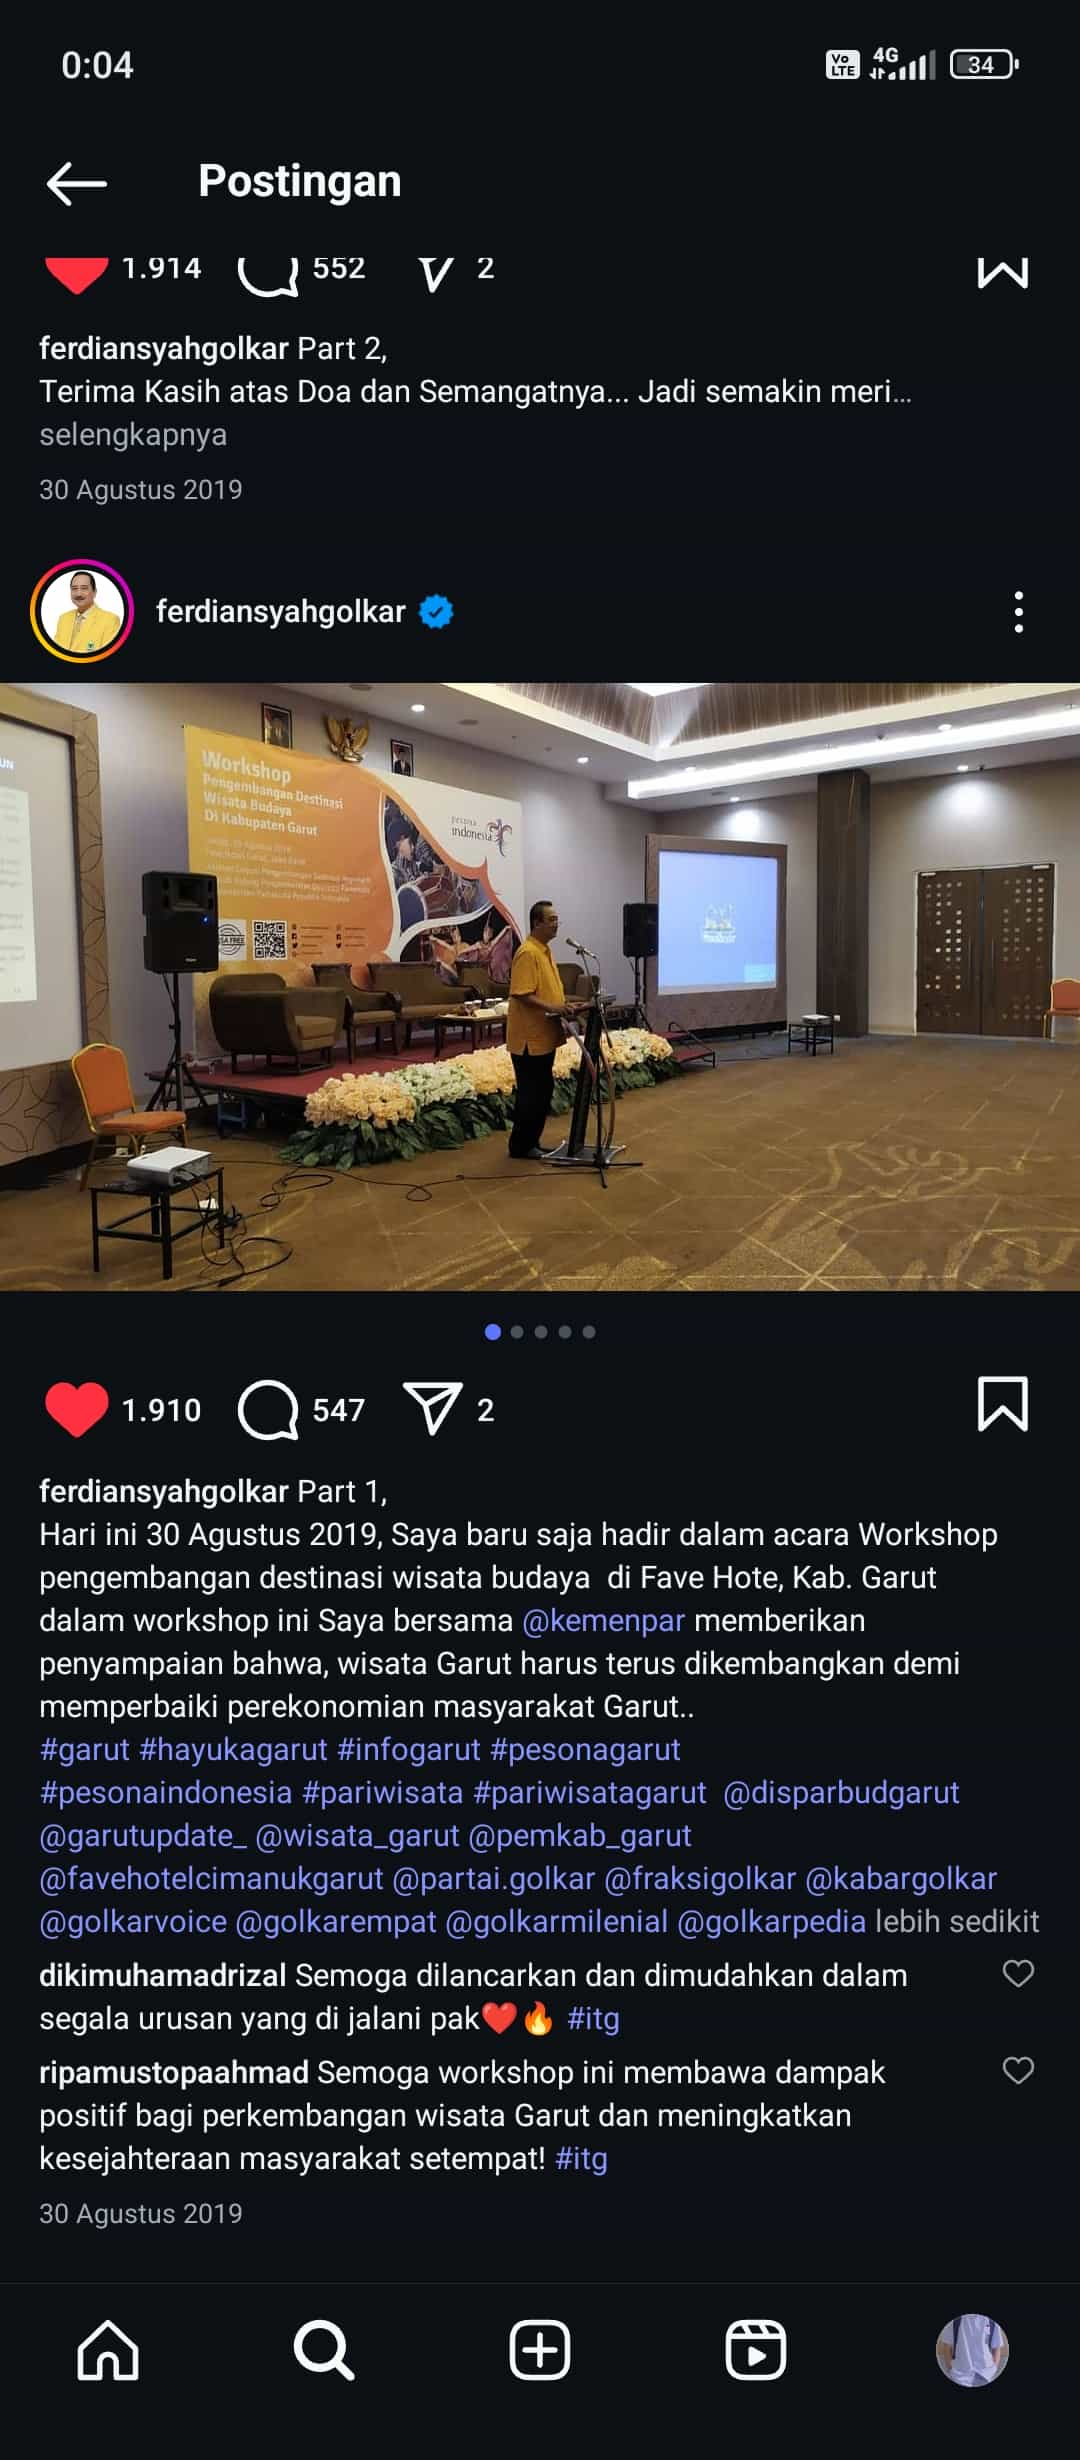 0:04
Vo LTE 4G 34
Postingan
1.914 552 2
ferdiansyahgolkar Part 2,
Terima Kasih atas Doa dan Semangatnya... Jadi semakin meri...
selengkapnya
30 Agustus 2019
ferdiansyahgolkar
Workshop
Pengembangan Destinasi
Wisata Budaya
Di Kabupaten Garut
pesona
indonesia
UN
1.910 547 2
ferdiansyahgolkar Part 1,
Hari ini 30 Agustus 2019, Saya baru saja hadir dalam acara Workshop
pengembangan destinasi wisata budaya  di Fave Hote, Kab. Garut
dalam workshop ini Saya bersama @kemenpar memberikan
penyampaian bahwa, wisata Garut harus terus dikembangkan demi
memperbaiki perekonomian masyarakat Garut..
#garut #hayukagarut #infogarut #pesonagarut
#pesonaindonesia #pariwisata #pariwisatagarut  @disparbudgarut
@garutupdate_ @wisata_garut @pemkab_garut
@favehotelcimanukgarut @partai.golkar @fraksigolkar @kabargolkar
@golkarvoice @golkarempat @golkarmilenial @golkarpedia lebih sedikit
dikimuhamadrizal Semoga dilancarkan dan dimudahkan dalam
segala urusan yang di jalani pak❤️🔥 #itg
ripamustopaahmad Semoga workshop ini membawa dampak
positif bagi perkembangan wisata Garut dan meningkatkan
kesejahteraan masyarakat setempat! #itg
30 Agustus 2019